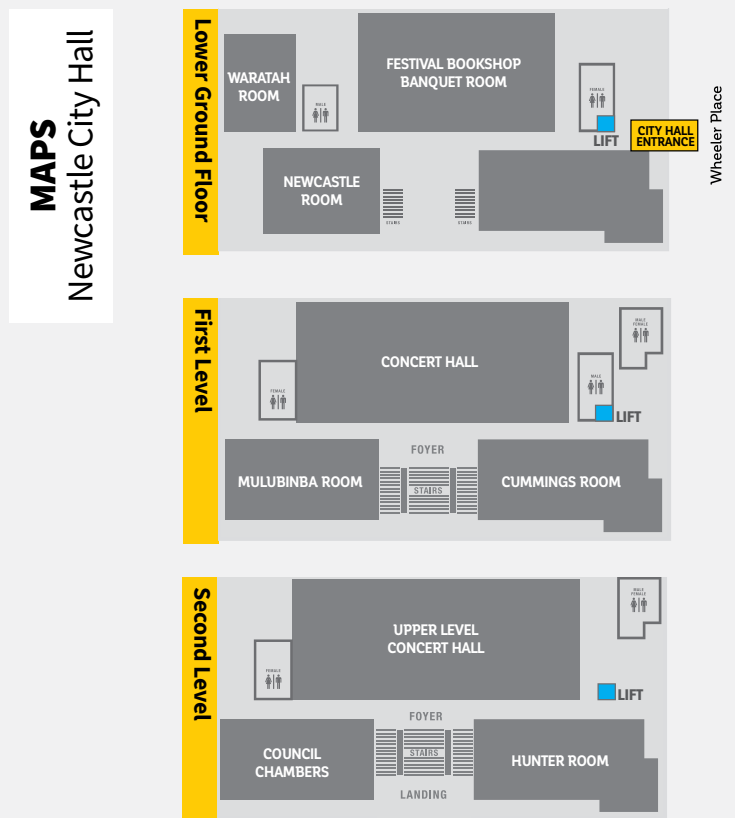 MAPS
Newcastle City Hall
Lower Ground Floor
WARATAH
ROOM
MALE
FESTIVAL BOOKSHOP
BANQUET ROOM
FEMALE
LIFT
CITY HALL
ENTRANCE
Wheeler Place
NEWCASTLE
ROOM
STAIRS
STAIRS
First Level
CONCERT HALL
FEMALE
MALE
FEMALE
MALE
LIFT
FOYER
MULUBINBA ROOM
STAIRS
CUMMINGS ROOM
Second Level
UPPER LEVEL
CONCERT HALL
FEMALE
MALE
FEMALE
LIFT
FOYER
COUNCIL
CHAMBERS
STAIRS
HUNTER ROOM
LANDING